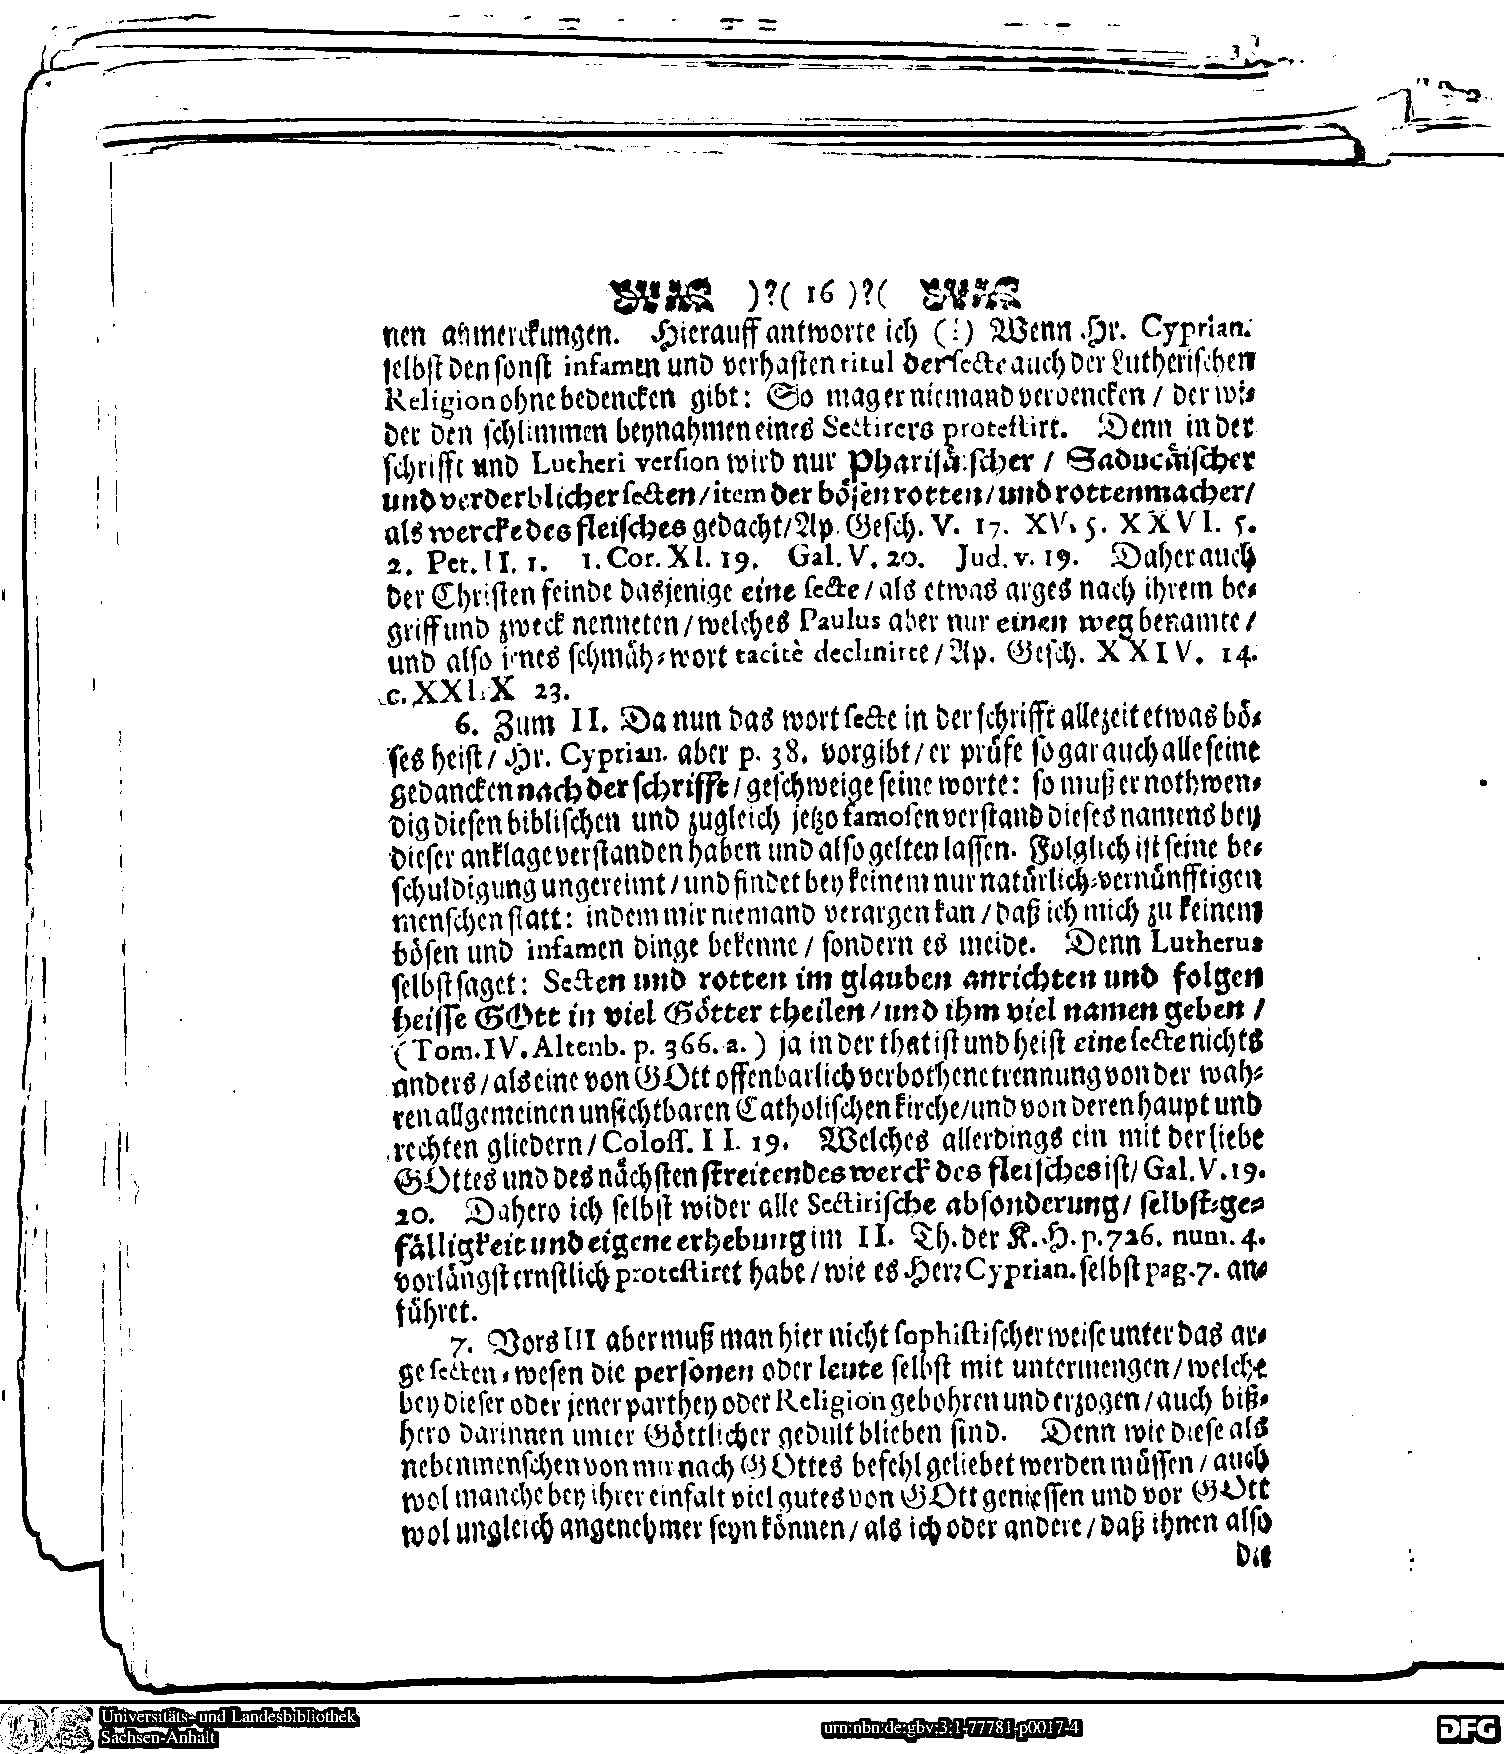 )?( 16 )?(
nen anmerckungen. Hierauff antworte ich (:) Wenn Hr. Cyprian.
selbst den sonst infamen und verhasten titul der secte auch der Lutherischen
Religion ohne bedencken gibt: So mag er niemand verdencken / der wi-
der den schlimmen beynahmen eines Sectirers protestirt. Denn in der
schrifft und Lutheri version wird nur Pharisäischer / Saducäischer
und verderblicher secten / item der bösen rotten / und rottenmacher /
als wercke des fleisches gedacht / Ap. Gesch. V. 17. XV. 5. XXVI. 5.
2. Pet. II. 1. 1. Cor. XI. 19. Gal. V. 20. Jud. v. 19. Daher auch
der Christen feinde dasjenige eine secte / als etwas arges nach ihrem be-
griff und zweck nenneten / welches Paulus aber nur einen weg benamte /
und also jenes schmäh-wort tacitè declinirte / Ap. Gesch. XXIV. 14.
c. XXIX 23.
6. Zum II. Da nun das wort secte in der schrifft allezeit etwas bö-
ses heist / Hr. Cyprian. aber p. 38. vorgibt / er prüfe so gar auch alle seine
gedancken nach der schrifft / geschweige seine worte: so muß er nothwen-
dig diesen biblischen und zugleich jetzo famosen verstand dieses namens bey
dieser anklage verstanden haben und also gelten lassen. Folglich ist seine be-
schuldigung ungereimt / und findet bey keinem nur natürlich-vernünfftigen
menschen statt: indem mir niemand verargen kan / daß ich mich zu keinem
bösen und infamen dinge bekenne / sondern es meide. Denn Lutherus
selbst saget: Secten und rotten im glauben anrichten und folgen
heisse GOtt in viel Götter theilen / und ihm viel namen geben /
(Tom. IV. Altenb. p. 366. a.) ja in der that ist und heist eine secte nichts
anders / als eine von GOtt offenbarlich verbothene trennung von der wah-
ren allgemeinen unsichtbaren Catholischen kirche / und von deren haupt und
rechten gliedern / Coloss. II. 19. Welches allerdings ein mit der liebe
GOttes und des nächsten streitendes werck des fleisches ist / Gal. V. 19.
20. Dahero ich selbst wider alle Sectirische absonderung / selbst-ge-
fälligkeit und eigene erhebung im II. Th. der K. H. p. 726. num. 4.
vorlängst ernstlich protestiret habe / wie es Herr Cyprian. selbst pag. 7. an-
führet.
7. Vors III aber muß man hier nicht sophistischer weise unter das ar-
ge secten-wesen die personen oder leute selbst mit untermengen / welche
bey dieser oder jener parthey oder Religion gebohren und erzogen / auch biß-
hero darinnen unter Göttlicher gedult blieben sind. Denn wie diese als
nebenmenschen von mir nach GOttes befehl geliebet werden müssen / auch
wol manche bey ihrer einfalt viel gutes von GOtt geniessen und vor GOtt
wol ungleich angenehmer seyn können / als ich oder andere / daß ihnen also
die
Universitäts- und Landesbibliothek
Sachsen-Anhalt
urn:nbn:de:gbv:3:1-77781-p0017-4
DFG